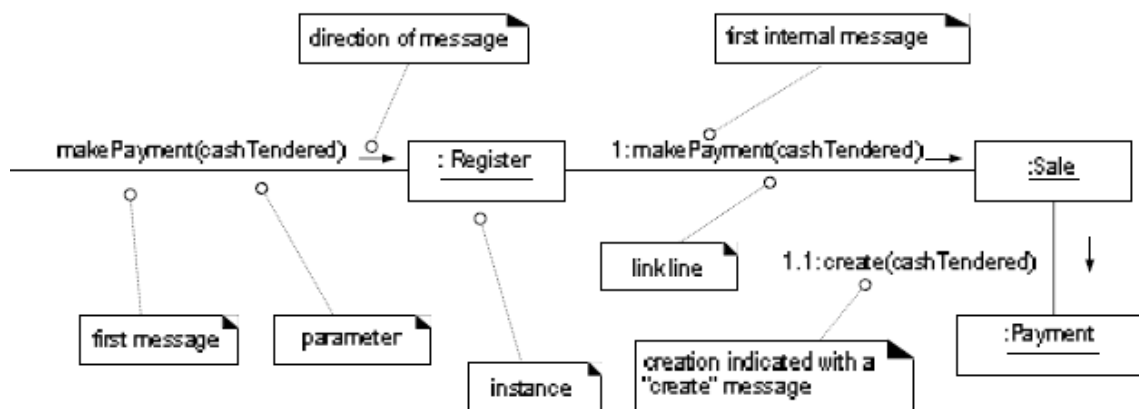 direction of message
first internal message
makePayment(cashTendered)
: Register
1:makePayment(cashTendered)
:Sale
link line
1.1:create(cashTendered)
first message
parameter
instance
creation indicated with a
"create" message
:Payment